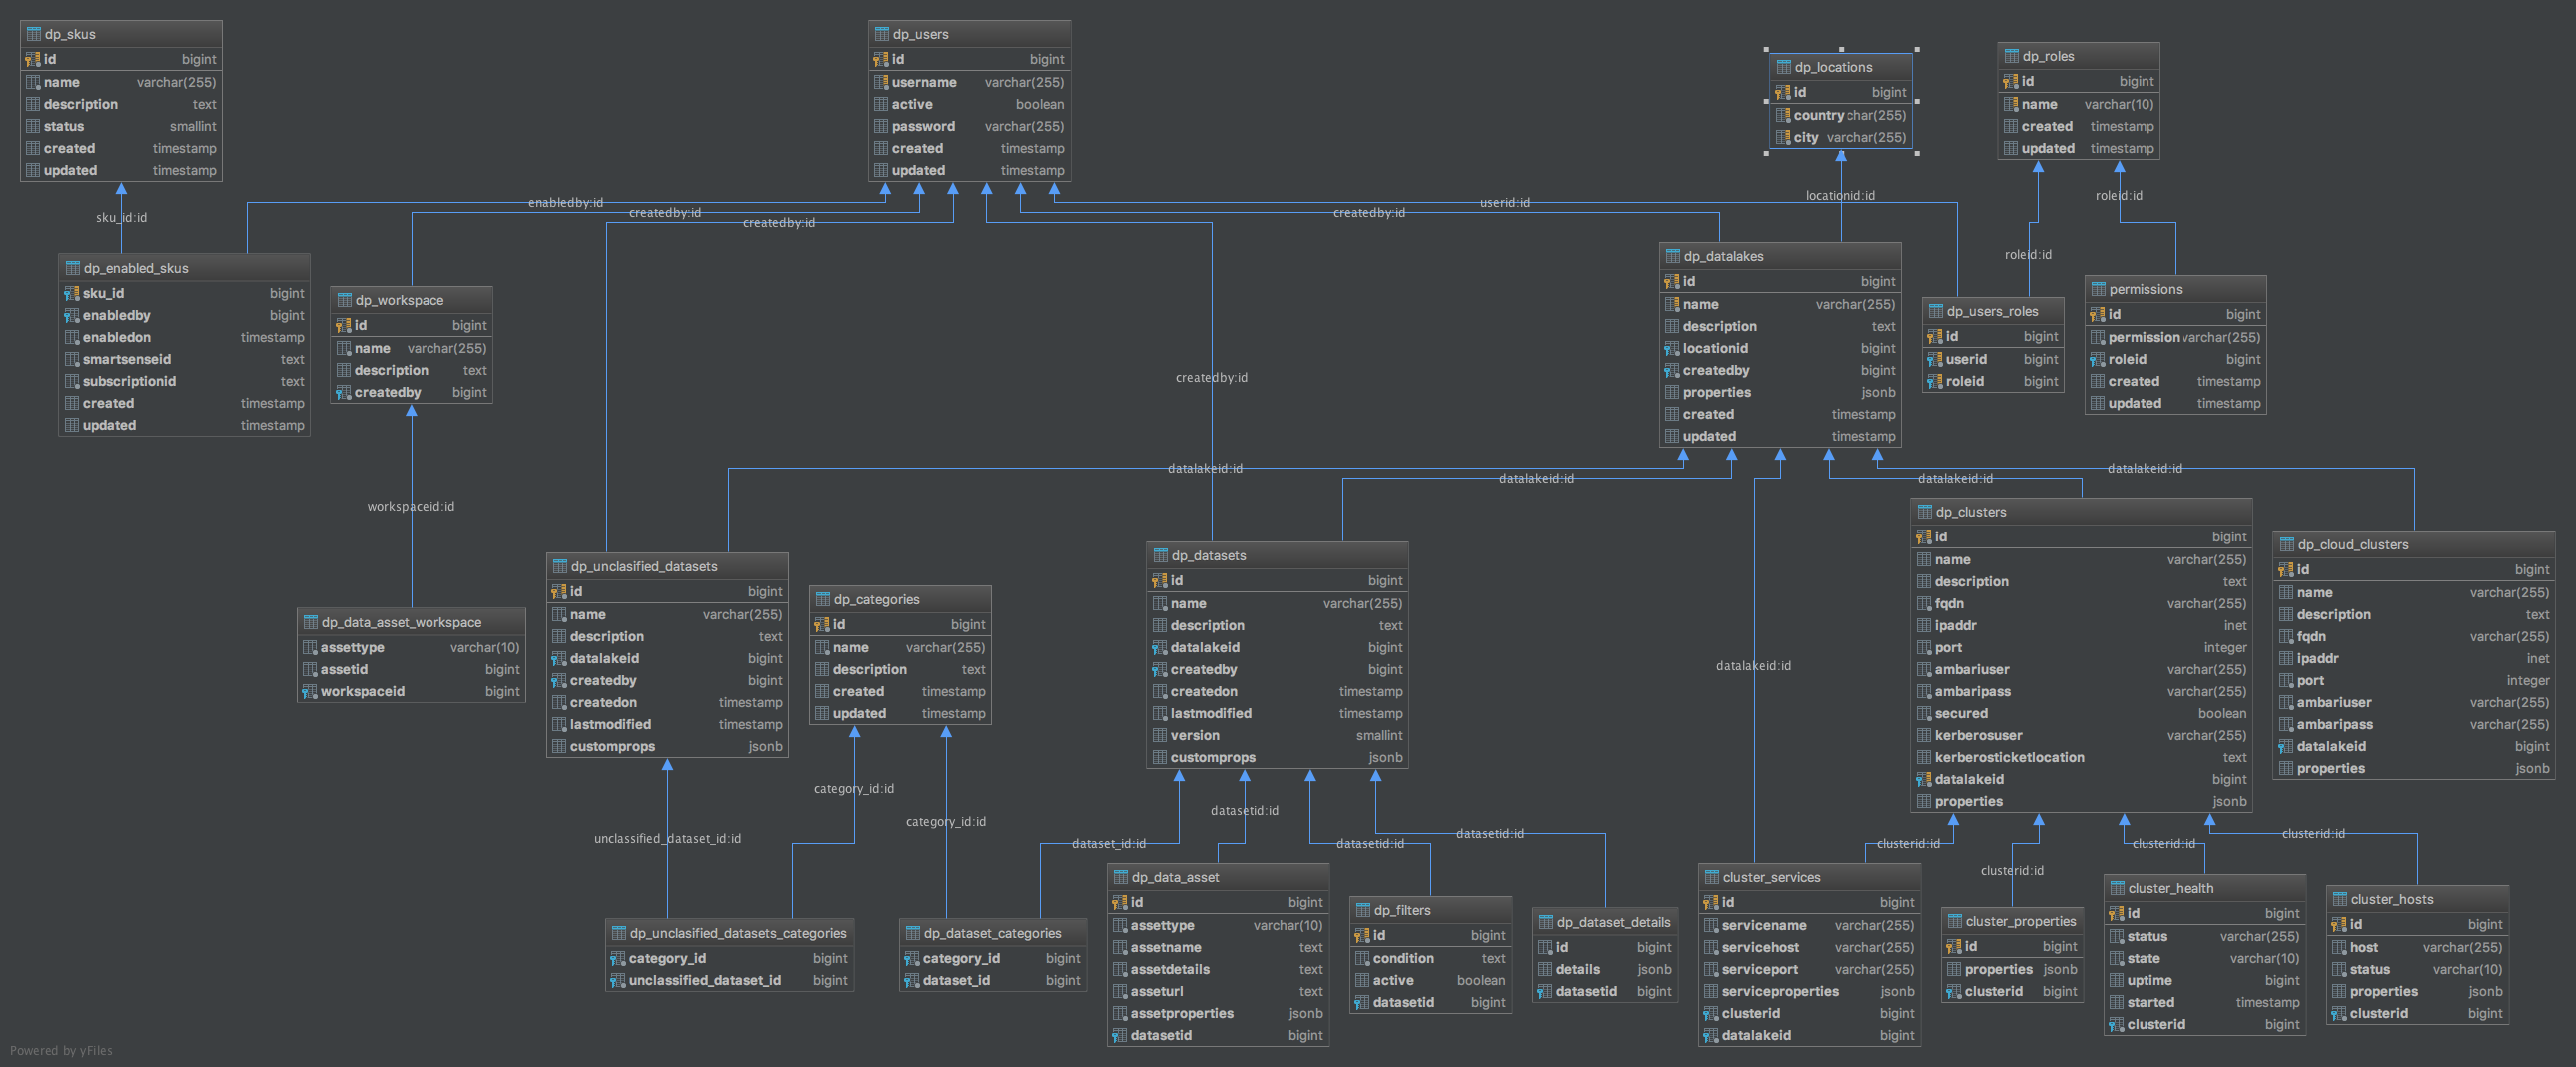 dp_skus
id bigint
name varchar(255)
description text
status smallint
created timestamp
updated timestamp
dp_users
id bigint
username varchar(255)
active boolean
password varchar(255)
created timestamp
updated timestamp
dp_locations
id bigint
country char(255)
city varchar(255)
dp_roles
id bigint
name varchar(10)
created timestamp
updated timestamp
sku_id:id
enabledby:id
createdby:id
createdby:id
createdby:id
userid:id
locationid:id
roleid:id
roleid:id
createdby:id
dp_enabled_skus
sku_id bigint
enabledby bigint
enabledon timestamp
smartsenseid text
subscriptionid text
created timestamp
updated timestamp
dp_workspace
id bigint
name varchar(255)
description text
createdby bigint
dp_datalakes
id bigint
name varchar(255)
description text
locationid bigint
createdby bigint
properties jsonb
created timestamp
updated timestamp
dp_users_roles
id bigint
userid bigint
roleid bigint
permissions
id bigint
permission varchar(255)
roleid bigint
created timestamp
updated timestamp
workspaceid:id
datalakeid:id
datalakeid:id
datalakeid:id
datalakeid:id
datalakeid:id
dp_data_asset_workspace
assettype varchar(10)
assetid bigint
workspaceid bigint
dp_unclasified_datasets
id bigint
name varchar(255)
description text
datalakeid bigint
createdby bigint
createdon timestamp
lastmodified timestamp
customprops jsonb
dp_categories
id bigint
name varchar(255)
description text
created timestamp
updated timestamp
dp_datasets
id bigint
name varchar(255)
description text
datalakeid bigint
createdby bigint
createdon timestamp
lastmodified timestamp
version smallint
customprops jsonb
dp_clusters
id bigint
name varchar(255)
description text
fqdn varchar(255)
ipaddr inet
port integer
ambariuser varchar(255)
ambaripass varchar(255)
secured boolean
kerberosuser varchar(255)
kerberosticketlocation text
datalakeid bigint
properties jsonb
dp_cloud_clusters
id bigint
name varchar(255)
description text
fqdn varchar(255)
ipaddr inet
port integer
ambariuser varchar(255)
ambaripass varchar(255)
datalakeid bigint
properties jsonb
unclassified_dataset_id:id
category_id:id
category_id:id
dataset_id:id
datasetid:id
datasetid:id
datasetid:id
clusterid:id
clusterid:id
clusterid:id
clusterid:id
dp_unclasified_datasets_categories
category_id bigint
unclassified_dataset_id bigint
dp_dataset_categories
category_id bigint
dataset_id bigint
dp_data_asset
id bigint
assettype varchar(10)
assetname text
assetdetails text
asseturl text
assetproperties jsonb
datasetid bigint
dp_filters
id bigint
condition text
active boolean
datasetid bigint
dp_dataset_details
id bigint
details jsonb
datasetid bigint
cluster_services
id bigint
servicename varchar(255)
servicehost varchar(255)
serviceport varchar(255)
serviceproperties jsonb
clusterid bigint
datalakeid bigint
cluster_properties
id bigint
properties jsonb
clusterid bigint
cluster_health
id bigint
status varchar(255)
state varchar(10)
uptime bigint
started timestamp
clusterid bigint
cluster_hosts
id bigint
host varchar(255)
status varchar(10)
properties jsonb
clusterid bigint
Powered by yFiles